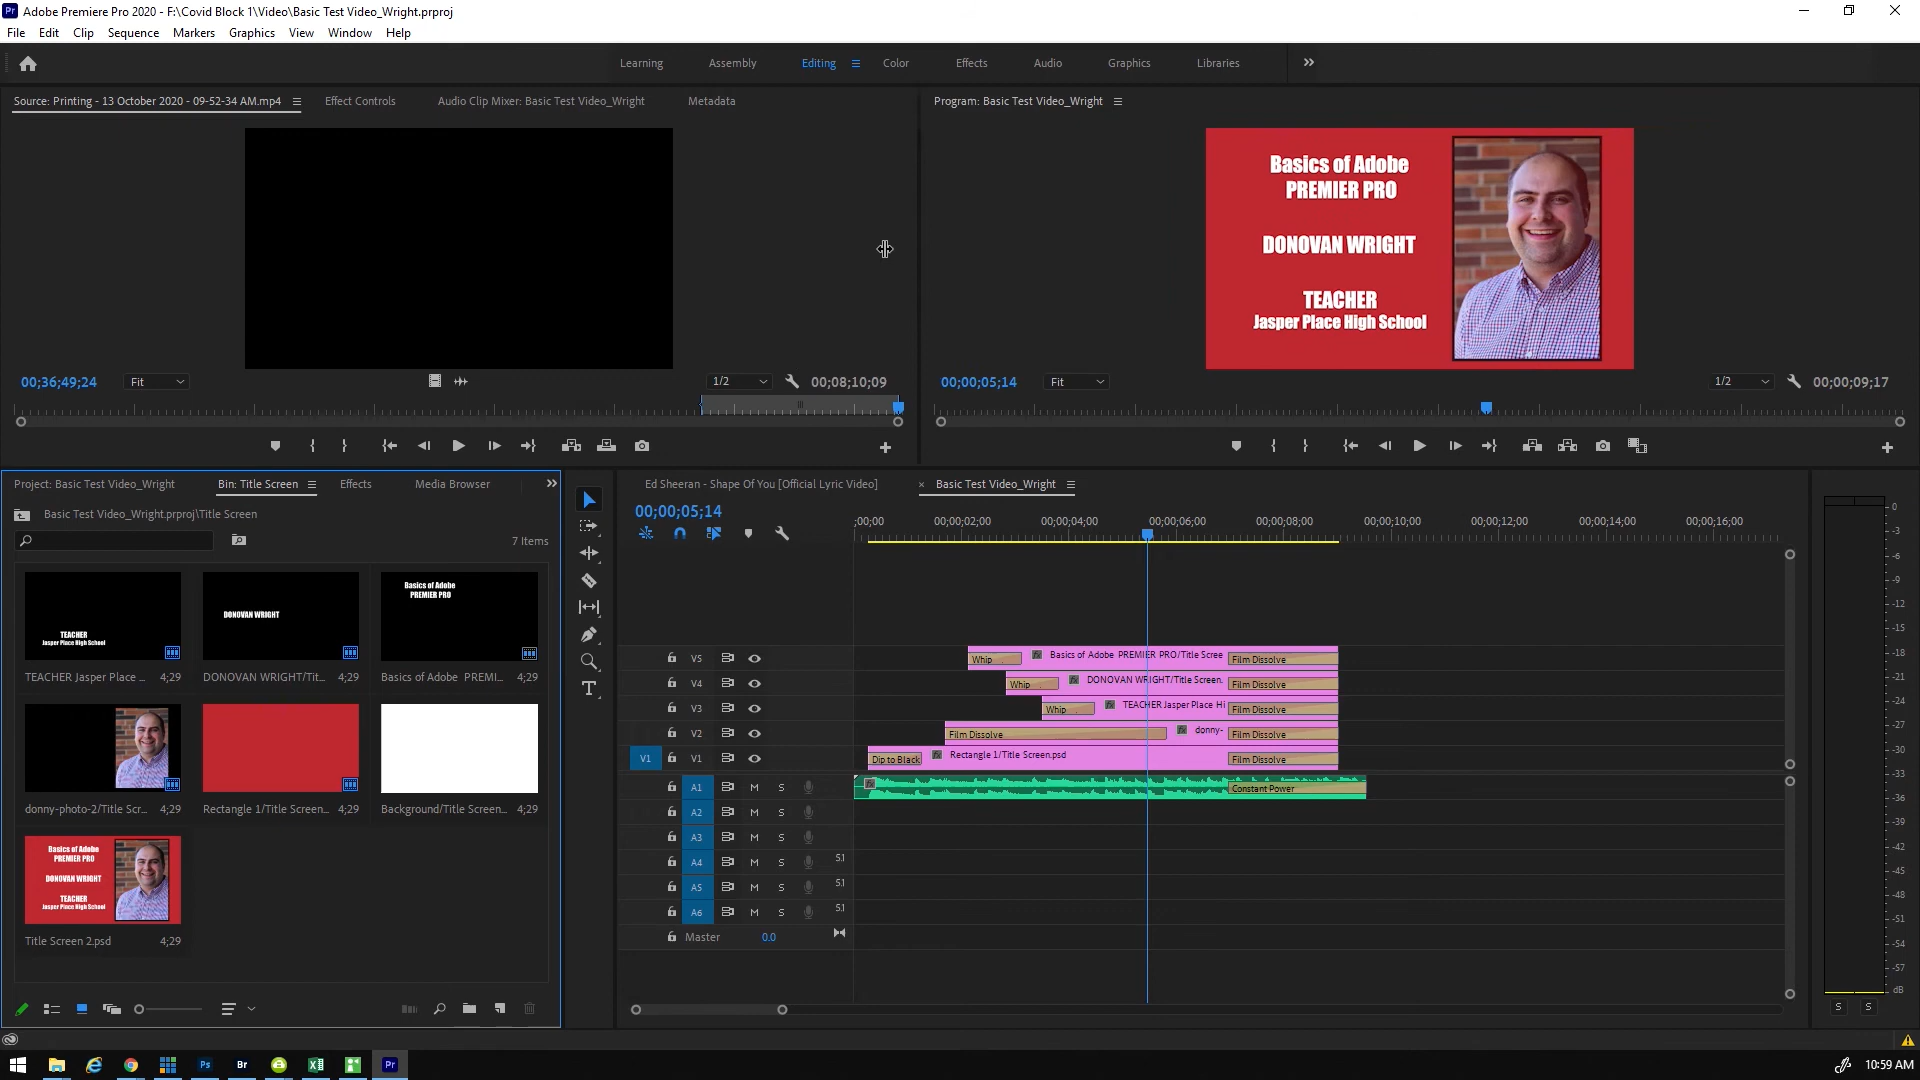 Pr Adobe Premiere Pro 2020 - F:\Covid Block 1\Video\Basic Test Video_Wright.prproj
File Edit Clip Sequence Markers Graphics View Window Help
Learning Assembly Editing Color Effects Audio Graphics Libraries
Source: Printing - 13 October 2020 - 09-52-34 AM.mp4 Effect Controls Audio Clip Mixer: Basic Test Video_Wright Metadata
Program: Basic Test Video_Wright
Basics of Adobe
PREMIER PRO
DONOVAN WRIGHT
TEACHER
Jasper Place High School
00;36;49;24 Fit 1/2 00;08;10;09
00;00;05;14 Fit 1/2 00;00;09;17
Project: Basic Test Video_Wright Bin: Title Screen Effects Media Browser
Basic Test Video_Wright.prproj\Title Screen
7 Items
TEACHER
Jasper Place High School
DONOVAN WRIGHT
Basics of Adobe
PREMIER PRO
TEACHER Jasper Place ... 4;29 DONOVAN WRIGHT/Tit... 4;29 Basics of Adobe PREMI... 4;29
donny-photo-2/Title Scr... 4;29 Rectangle 1/Title Screen... 4;29 Background/Title Screen... 4;29
Basics of Adobe
PREMIER PRO
DONOVAN WRIGHT
TEACHER
Jasper Place High School
Title Screen 2.psd 4;29
Ed Sheeran - Shape Of You [Official Lyric Video] × Basic Test Video_Wright
00;00;05;14
;00;00 00;00;02;00 00;00;04;00 00;00;06;00 00;00;08;00 00;00;10;00 00;00;12;00 00;00;14;00 00;00;16;00
V5 Whip fx Basics of Adobe PREMIER PRO/Title Scree Film Dissolve
V4 Whip fx DONOVAN WRIGHT/Title Screen. Film Dissolve
V3 Whip fx TEACHER Jasper Place Hi Film Dissolve
V2 Film Dissolve fx donny- Film Dissolve
V1 V1 Dip to Black fx Rectangle 1/Title Screen.psd Film Dissolve
A1 M S Constant Power
A2 M S
A3 M S
A4 M S 5.1
A5 M S 5.1
A6 M S 5.1
Master 0.0
0
-3
-6
-9
-12
-15
-18
-21
-24
-27
-30
-33
-36
-39
-42
-45
-48
-51
-54
-57
dB
S S
Ps Br Pr 10:59 AM